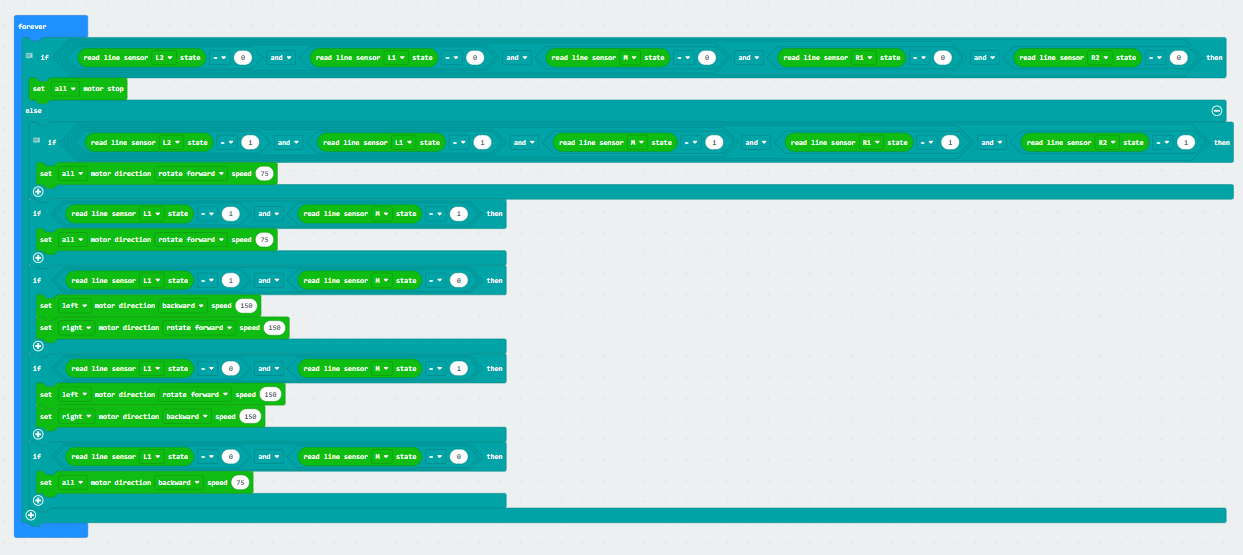 forever
if read line sensor L2 state = 0 and read line sensor L1 state = 0 and read line sensor M state = 0 and read line sensor R1 state = 0 and read line sensor R2 state = 0 then
set all motor stop
else
if read line sensor L2 state = 1 and read line sensor L1 state = 1 and read line sensor M state = 1 and read line sensor R1 state = 1 and read line sensor R2 state = 1 then
set all motor direction rotate forward speed 75
if read line sensor L1 state = 1 and read line sensor M state = 1 then
set all motor direction rotate forward speed 75
if read line sensor L1 state = 1 and read line sensor M state = 0 then
set left motor direction backward speed 150
set right motor direction rotate forward speed 150
if read line sensor L1 state = 0 and read line sensor M state = 1 then
set left motor direction rotate forward speed 150
set right motor direction backward speed 150
if read line sensor L1 state = 0 and read line sensor M state = 0 then
set all motor direction backward speed 75